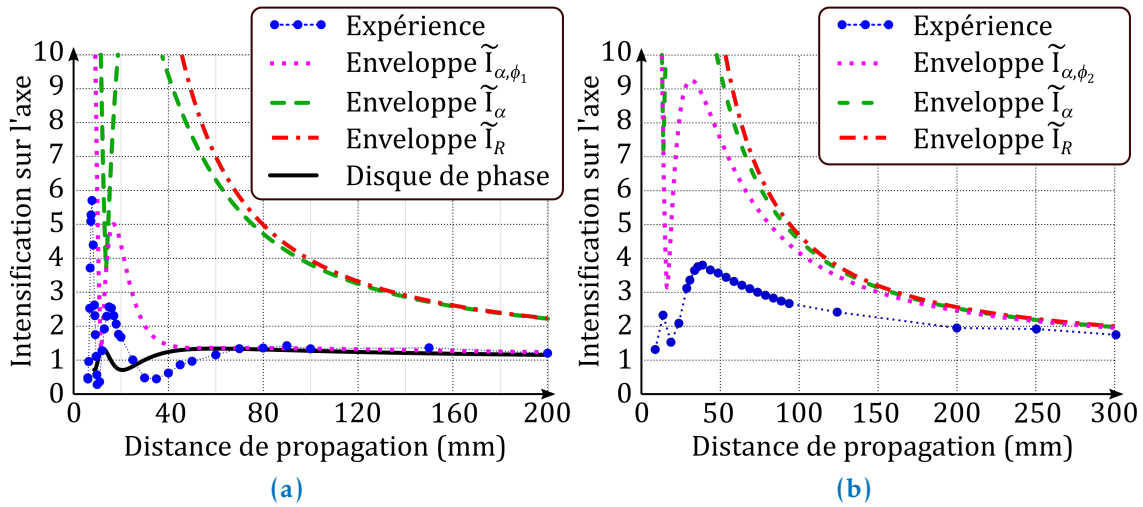 Expérience
Enveloppe Ĩα,ϕ1
Enveloppe Ĩα
Enveloppe ĨR
Disque de phase
Intensification sur l'axe
10
9
8
7
6
5
4
3
2
1
0
0 40 80 120 160 200
Distance de propagation (mm)
(a)
Expérience
Enveloppe Ĩα,ϕ2
Enveloppe Ĩα
Enveloppe ĨR
Intensification sur l'axe
10
9
8
7
6
5
4
3
2
1
0
0 50 100 150 200 250 300
Distance de propagation (mm)
(b)